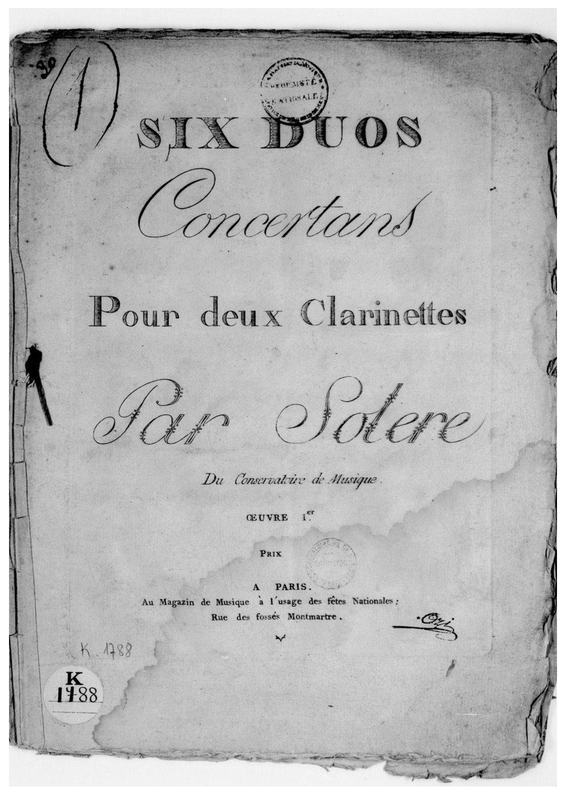 1
SIX DUOS
Concertans
Pour deux Clarinettes
Par Solere
Du Conservatoire de Musique.
ŒUVRE 1.er
PRIX
A PARIS.
Au Magazin de Musique à l'usage des fêtes Nationales;
Rue des fossés Montmartre.
K. 1788
K
1788